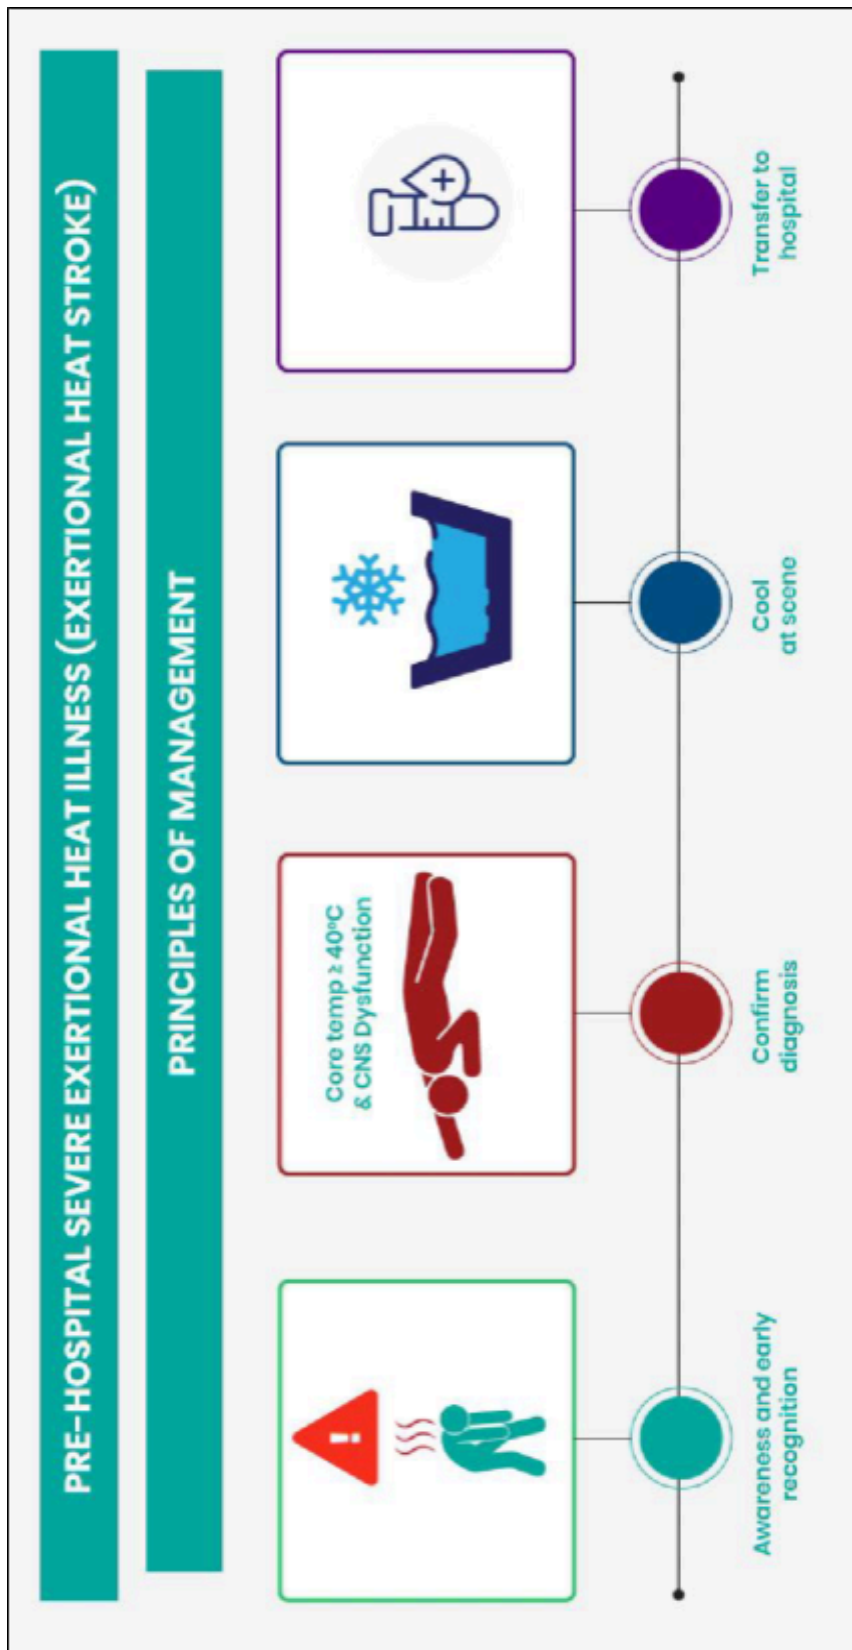 PRE-HOSPITAL SEVERE EXERTIONAL HEAT ILLNESS (EXERTIONAL HEAT STROKE)
PRINCIPLES OF MANAGEMENT
!
Awareness and early
recognition
Core temp ≥ 40ºC
& CNS Dysfunction
Confirm
diagnosis
Cool
at scene
Transfer to
hospital